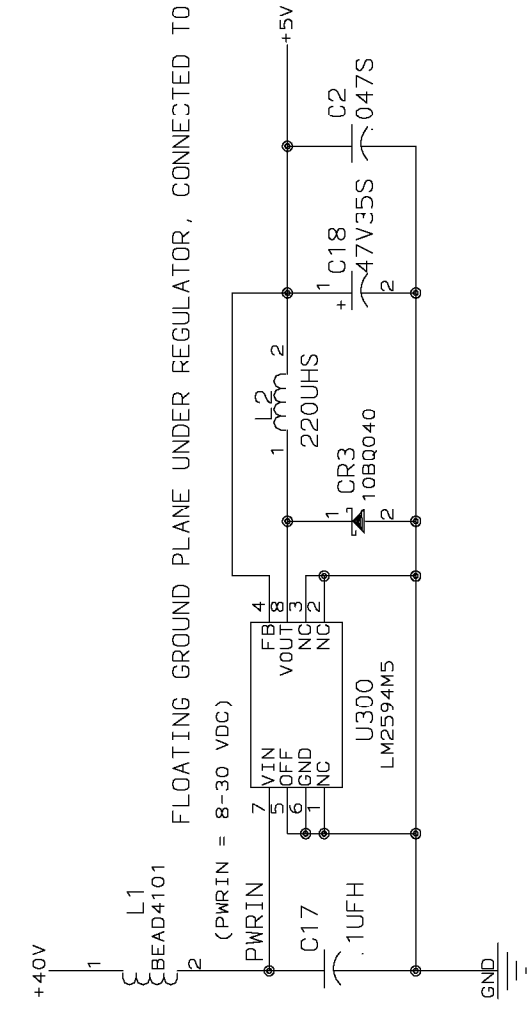 FLOATING GROUND PLANE UNDER REGULATOR, CONNECTED TO
+40V
1
L1
BEAD4101
2
(PWRIN = 8-30 VDC)
PWRIN
C17
.1UFH
GND
7 VIN
5 OFF
6 GND
1 NC
FB 4
VOUT 8
NC 3
NC 2
U300
LM2594M5
1
CR3
10BQ040
2
1
L2
2
220UHS
+
1
C18
47V35S
2
C2
.047S
+5V